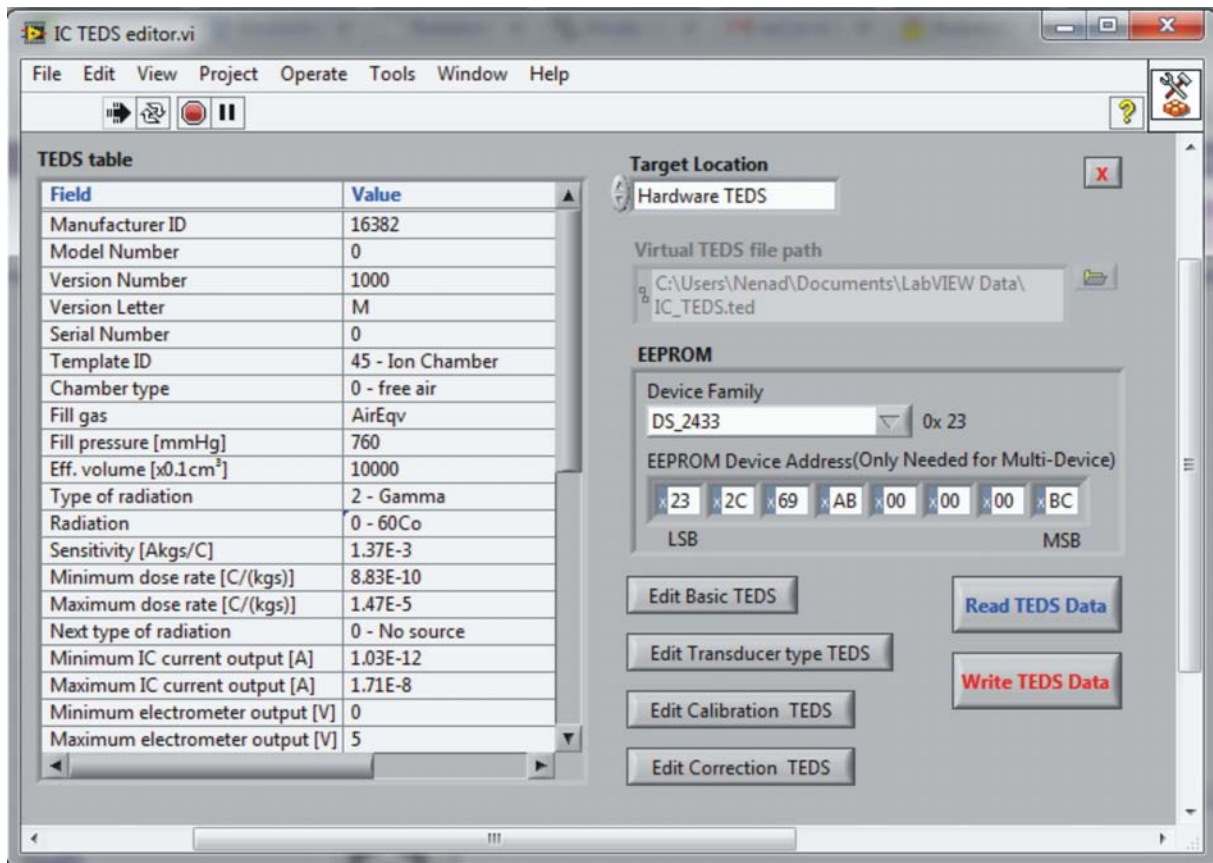 IC TEDS editor.vi
File Edit View Project Operate Tools Window Help
TEDS table
Field Value
Manufacturer ID 16382
Model Number 0
Version Number 1000
Version Letter M
Serial Number 0
Template ID 45 - Ion Chamber
Chamber type 0 - free air
Fill gas AirEqv
Fill pressure [mmHg] 760
Eff. volume [x0.1cm³] 10000
Type of radiation 2 - Gamma
Radiation 0 - 60Co
Sensitivity [Akgs/C] 1.37E-3
Minimum dose rate [C/(kgs)] 8.83E-10
Maximum dose rate [C/(kgs)] 1.47E-5
Next type of radiation 0 - No source
Minimum IC current output [A] 1.03E-12
Maximum IC current output [A] 1.71E-8
Minimum electrometer output [V] 0
Maximum electrometer output [V] 5
Target Location
X
Hardware TEDS
Virtual TEDS file path
C:\Users\Nenad\Documents\LabVIEW Data\
IC_TEDS.ted
EEPROM
Device Family
DS_2433 0x 23
EEPROM Device Address(Only Needed for Multi-Device)
x 23 x 2C x 69 x AB x 00 x 00 x 00 x BC
LSB MSB
Edit Basic TEDS
Read TEDS Data
Edit Transducer type TEDS
Write TEDS Data
Edit Calibration TEDS
Edit Correction TEDS